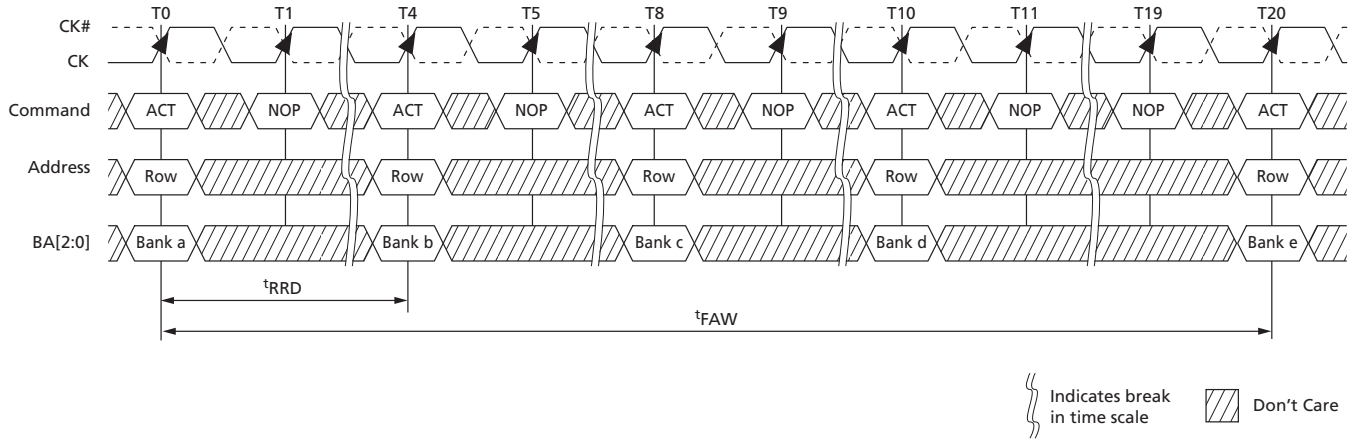 T0 T1 T4 T5 T8 T9 T10 T11 T19 T20
CK#
CK
Command ACT NOP ACT NOP ACT NOP ACT NOP NOP ACT
Address Row Row Row Row Row
BA[2:0] Bank a Bank b Bank c Bank d Bank e
tRRD
tFAW
Indicates break
in time scale
Don't Care